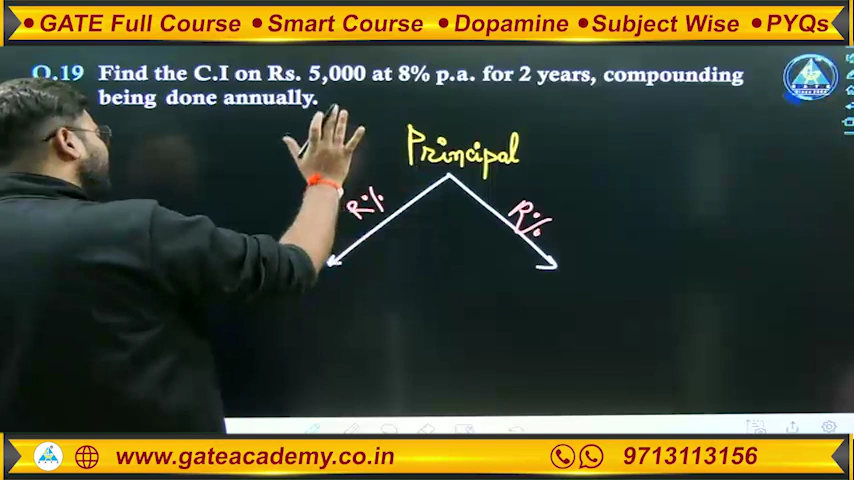 • GATE Full Course • Smart Course • Dopamine • Subject Wise • PYQs
Q.19 Find the C.I on Rs. 5,000 at 8% p.a. for 2 years, compounding
being done annually.
Principal
R% R%
www.gateacademy.co.in 9713113156